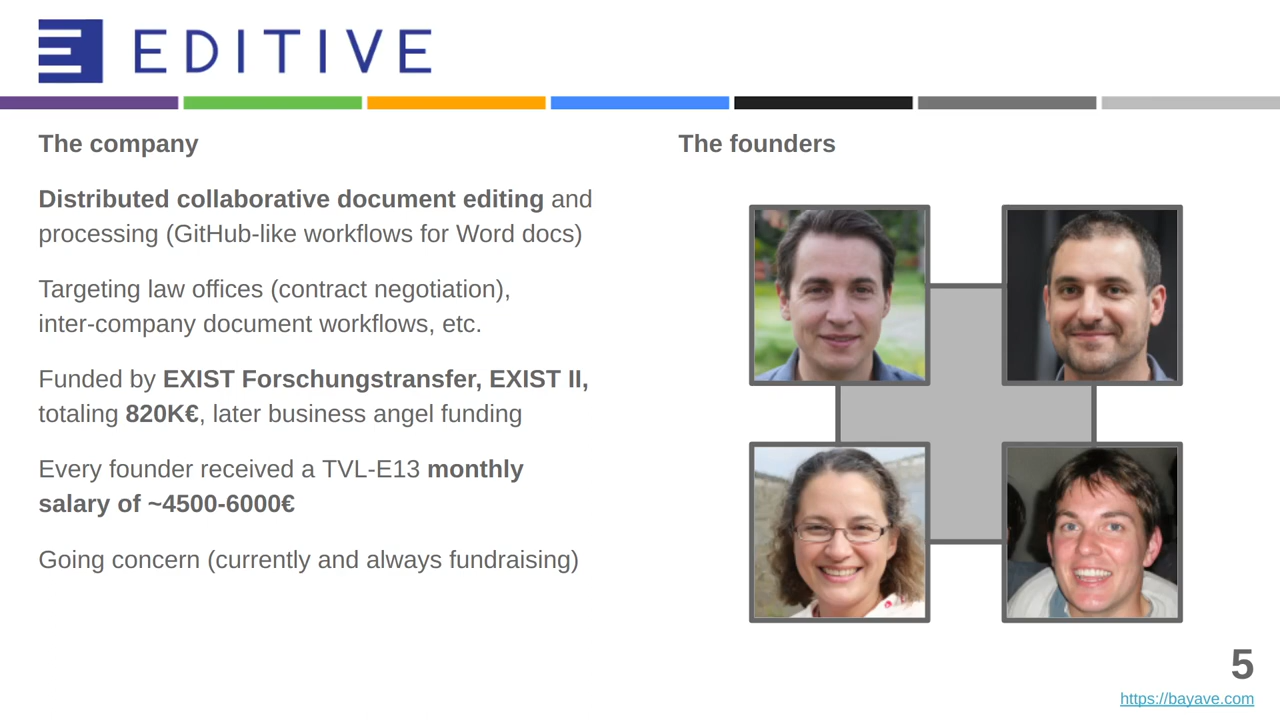 EDITIVE
The company
Distributed collaborative document editing and
processing (GitHub-like workflows for Word docs)
Targeting law offices (contract negotiation),
inter-company document workflows, etc.
Funded by EXIST Forschungstransfer, EXIST II,
totaling 820K€, later business angel funding
Every founder received a TVL-E13 monthly
salary of ~4500-6000€
Going concern (currently and always fundraising)
The founders
5
https://bayave.com